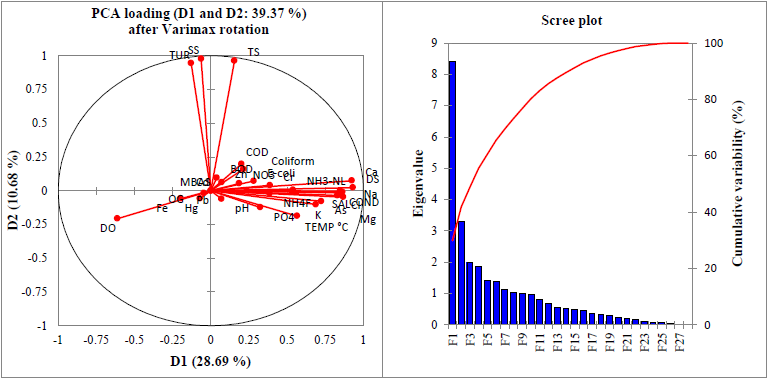 PCA loading (D1 and D2: 39.37 %)
after Varimax rotation
D2 (10.68 %)
1
0.75
0.5
0.25
0
-0.25
-0.5
-0.75
-1
TUR
SS
TS
COD
Coliform
E-coli
Zn
NO3
Cr
NH3-NL
Ca
DS
Na
COND
SAL
Cl
As
Mg
K
NH4
F
PO4
TEMP °C
pH
MBAS
OG
Pb
Hg
Fe
DO
-1
-0.75
-0.5
-0.25
0
0.25
0.5
0.75
1
D1 (28.69 %)
Scree plot
Eigenvalue
9
8
7
6
5
4
3
2
1
0
100
80
60
40
20
0
Cumulative variability (%)
F1
F3
F5
F7
F9
F11
F13
F15
F17
F19
F21
F23
F25
F27